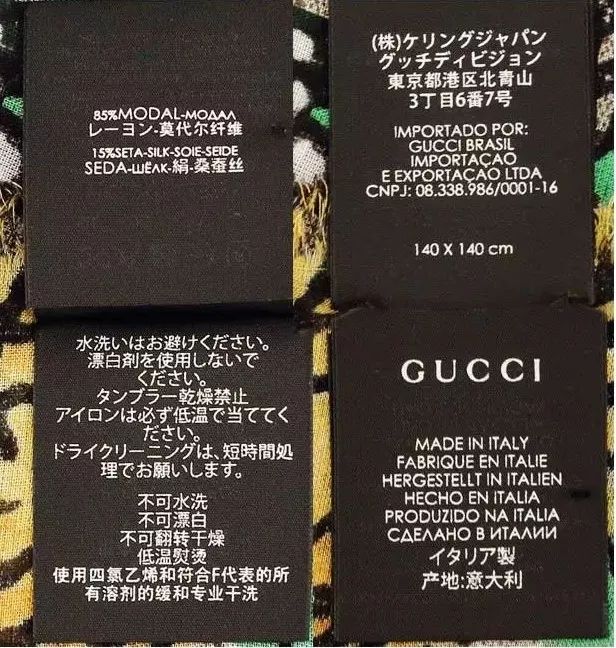 85%MODAL-МОДАЛ
レーヨン-莫代尔纤维
15%SETA-SILK-SOIE-SEIDE
SEDA-ШЁЛК-絹-桑蚕丝
(株)ケリングジャパン
グッチディビジョン
東京都港区北青山
3丁目6番7号
IMPORTADO POR:
GUCCI BRASIL
IMPORTAÇAO
E EXPORTAÇAO LTDA
CNPJ: 08.338.986/0001-16
140 X 140 cm
水洗いはお避けください。
漂白剤を使用しないで
ください。
タンブラー乾燥禁止
アイロンは必ず低温で当ててく
ださい。
ドライクリーニングは、短時間処
理でお願いします。
不可水洗
不可漂白
不可翻转干燥
低温熨烫
使用四氯乙烯和符合F代表的所
有溶剂的缓和专业干洗
GUCCI
MADE IN ITALY
FABRIQUE EN ITALIE
HERGESTELLT IN ITALIEN
HECHO EN ITALIA
PRODUZIDO NA ITALIA
СДЕЛАНО В ИТАЛИИ
イタリア製
产地:意大利